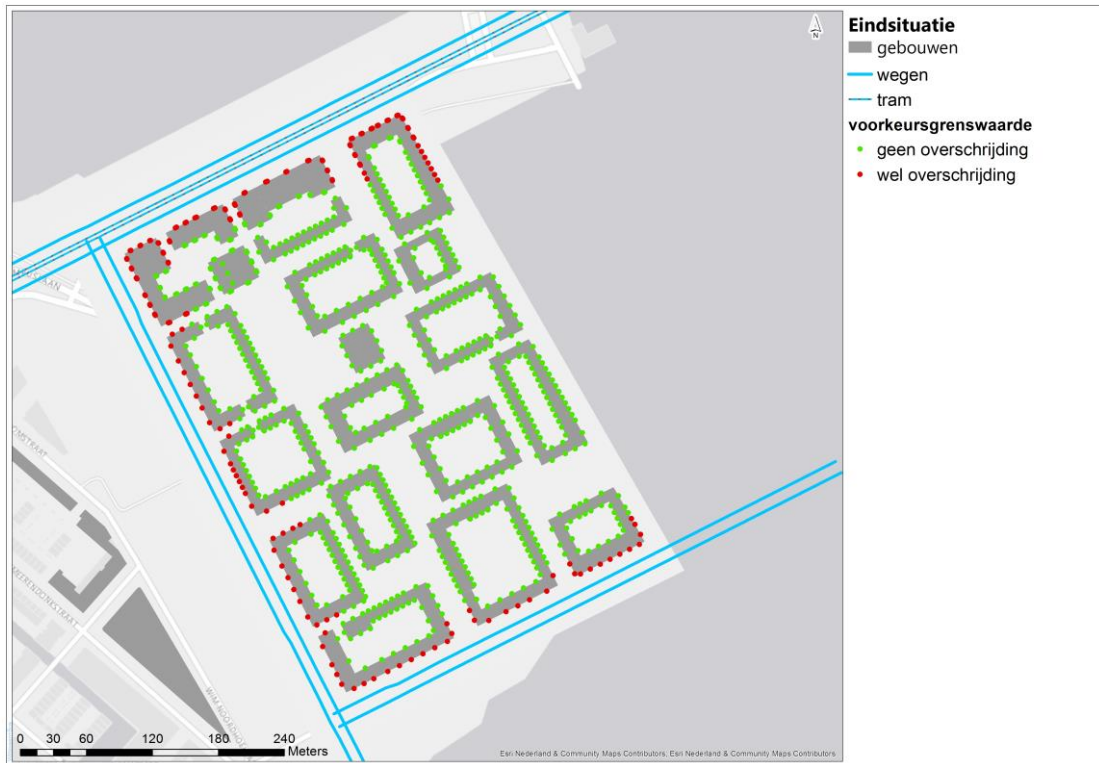 Eindsituatie
gebouwen
wegen
tram
voorkeursgrenswaarde
geen overschrijding
wel overschrijding
N
0 30 60 120 180 240
Meters
Esri Nederland & Community Maps Contributors, Esri Nederland & Community Maps Contributors